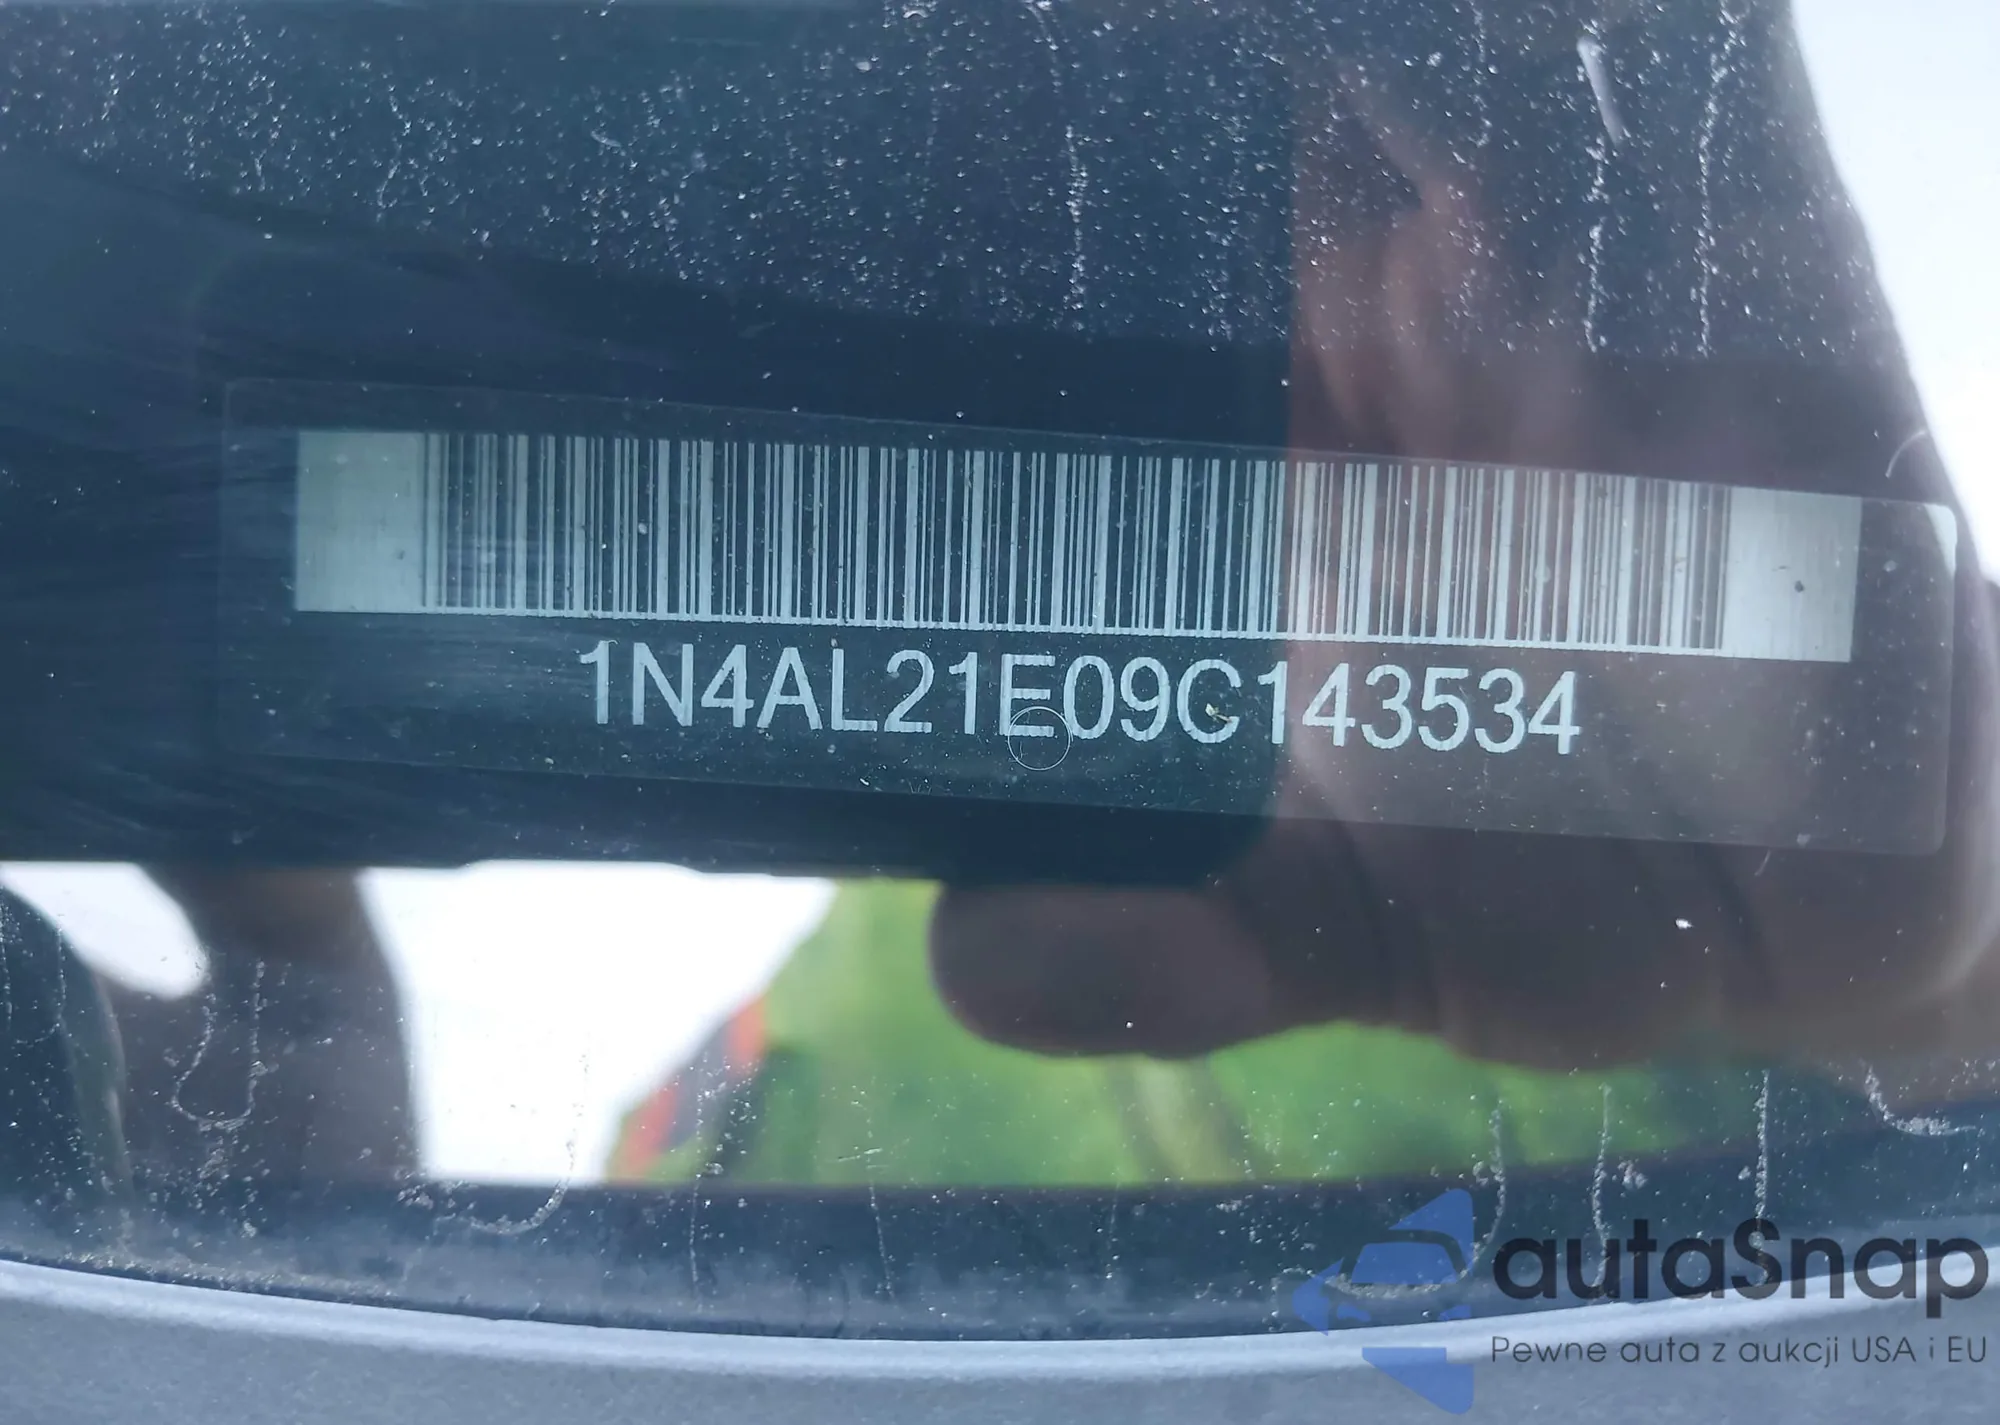 1N4AL21E09C143534
autaSnap
Pewne auta z aukcji USA i EU